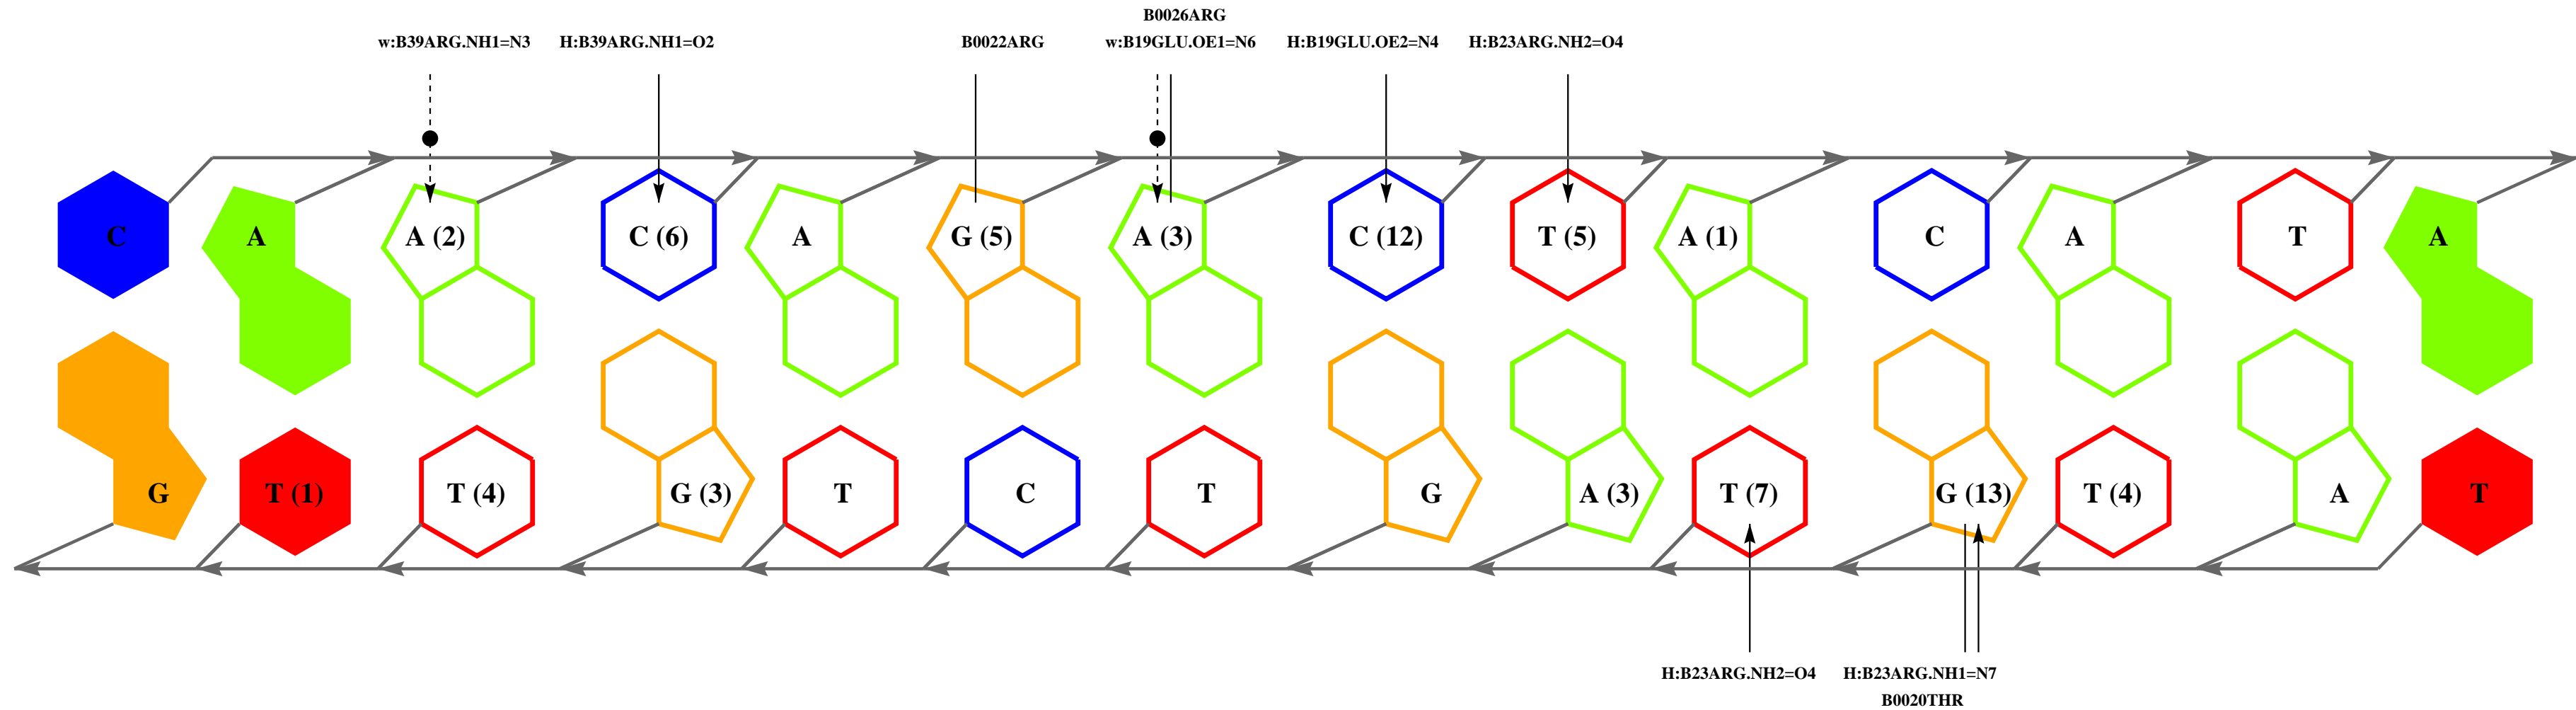 B0026ARG
w:B39ARG.NH1=N3 H:B39ARG.NH1=O2 B0022ARG w:B19GLU.OE1=N6 H:B19GLU.OE2=N4 H:B23ARG.NH2=O4
C A A (2) C (6) A G (5) A (3) C (12) T (5) A (1) C A T A
G T (1) T (4) G (3) T C T G A (3) T (7) G (13) T (4) A T
H:B23ARG.NH2=O4 H:B23ARG.NH1=N7
B0020THR